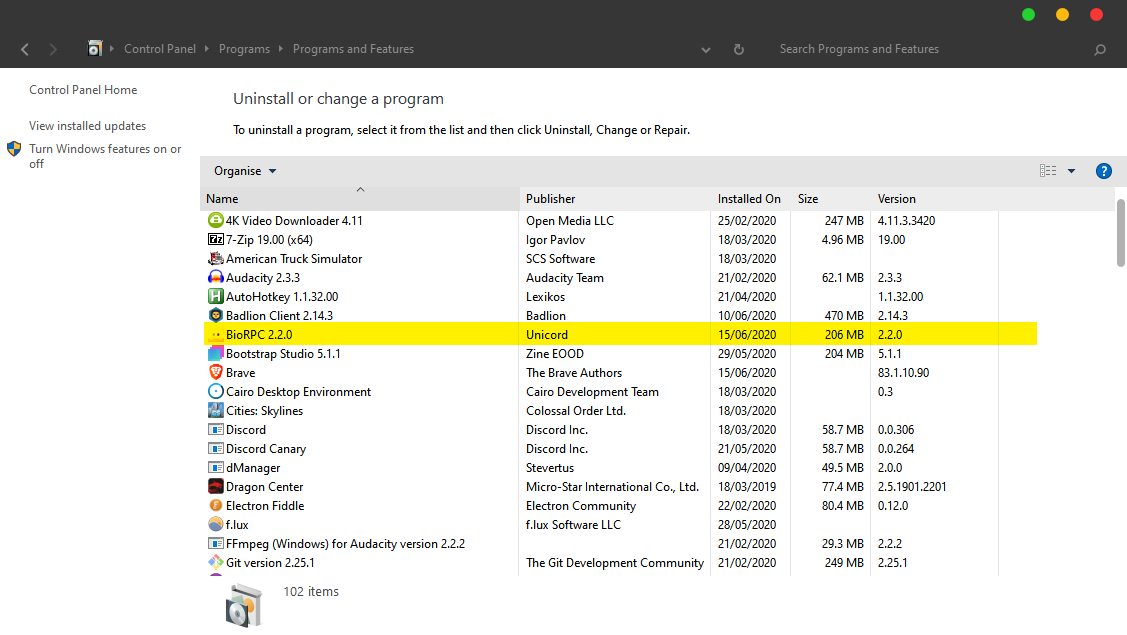 Control Panel Programs Programs and Features Search Programs and Features
Control Panel Home
Uninstall or change a program
View installed updates
To uninstall a program, select it from the list and then click Uninstall, Change or Repair.
Turn Windows features on or
off
Organise
Name Publisher Installed On Size Version
4K Video Downloader 4.11 Open Media LLC 25/02/2020 247 MB 4.11.3.3420
7-Zip 19.00 (x64) Igor Pavlov 18/03/2020 4.96 MB 19.00
American Truck Simulator SCS Software 18/03/2020
Audacity 2.3.3 Audacity Team 21/02/2020 62.1 MB 2.3.3
AutoHotkey 1.1.32.00 Lexikos 21/04/2020 1.1.32.00
Badlion Client 2.14.3 Badlion 10/06/2020 470 MB 2.14.3
BioRPC 2.2.0 Unicord 15/06/2020 206 MB 2.2.0
Bootstrap Studio 5.1.1 Zine EOOD 29/05/2020 204 MB 5.1.1
Brave The Brave Authors 15/06/2020 83.1.10.90
Cairo Desktop Environment Cairo Development Team 18/03/2020 0.3
Cities: Skylines Colossal Order Ltd. 18/03/2020
Discord Discord Inc. 18/03/2020 58.7 MB 0.0.306
Discord Canary Discord Inc. 21/05/2020 58.7 MB 0.0.264
dManager Stevertus 09/04/2020 49.5 MB 2.0.0
Dragon Center Micro-Star International Co., Ltd. 18/03/2019 77.4 MB 2.5.1901.2201
Electron Fiddle Electron Community 22/02/2020 80.4 MB 0.12.0
f.lux f.lux Software LLC 28/05/2020
FFmpeg (Windows) for Audacity version 2.2.2 21/02/2020 29.3 MB 2.2.2
Git version 2.25.1 The Git Development Community 21/02/2020 249 MB 2.25.1
102 items